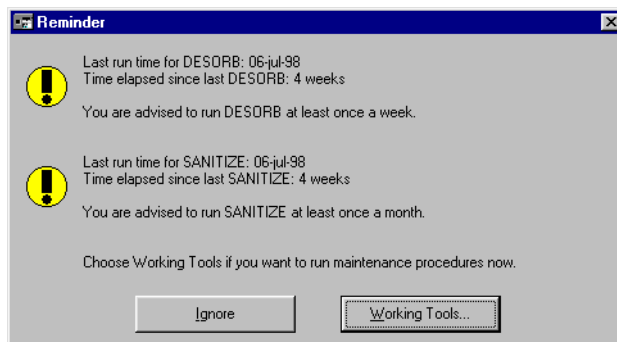 Reminder
Last run time for DESORB: 06-jul-98
Time elapsed since last DESORB: 4 weeks
You are advised to run DESORB at least once a week.
Last run time for SANITIZE: 06-jul-98
Time elapsed since last SANITIZE: 4 weeks
You are advised to run SANITIZE at least once a month.
Choose Working Tools if you want to run maintenance procedures now.
Ignore
Working Tools...